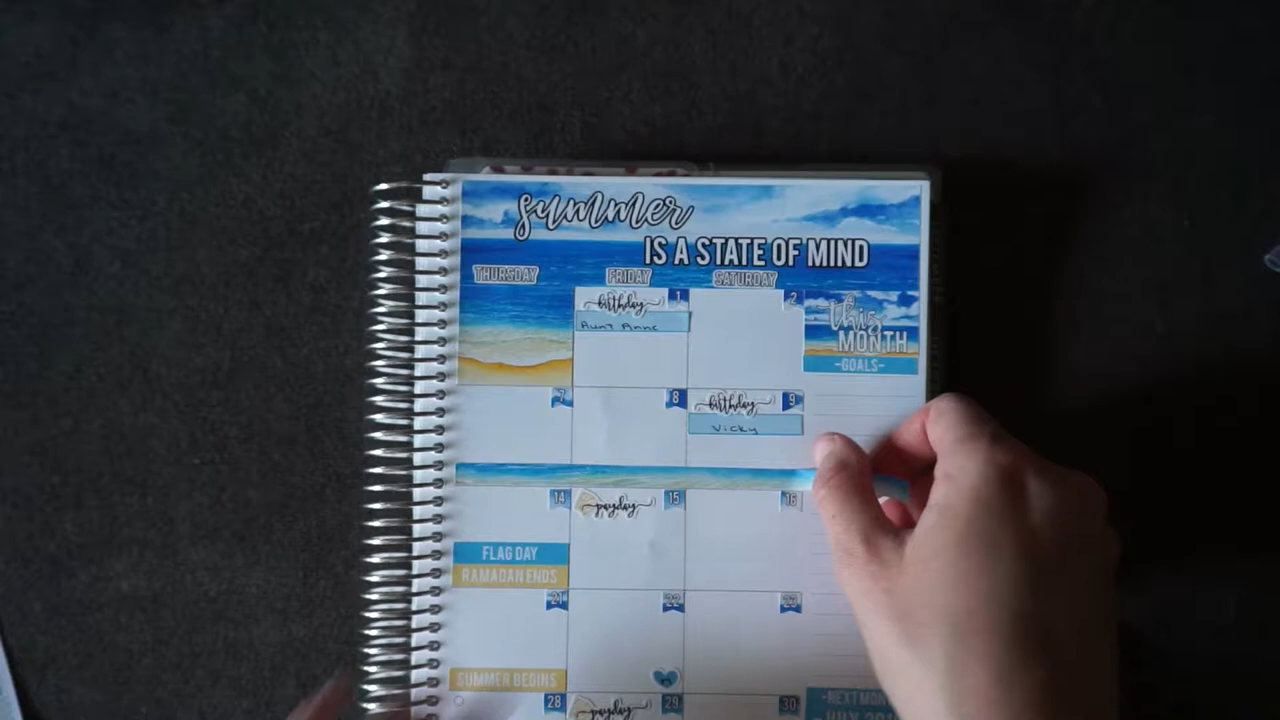 summer
IS A STATE OF MIND
THURSDAY FRIDAY SATURDAY
birthday 1 2
Aunt Anne
this
MONTH
-GOALS-
7 8 birthday 9
Vicky
14 payday 15 16
FLAG DAY
RAMADAN ENDS
21 22 23
SUMMER BEGINS
28 payday 29 30